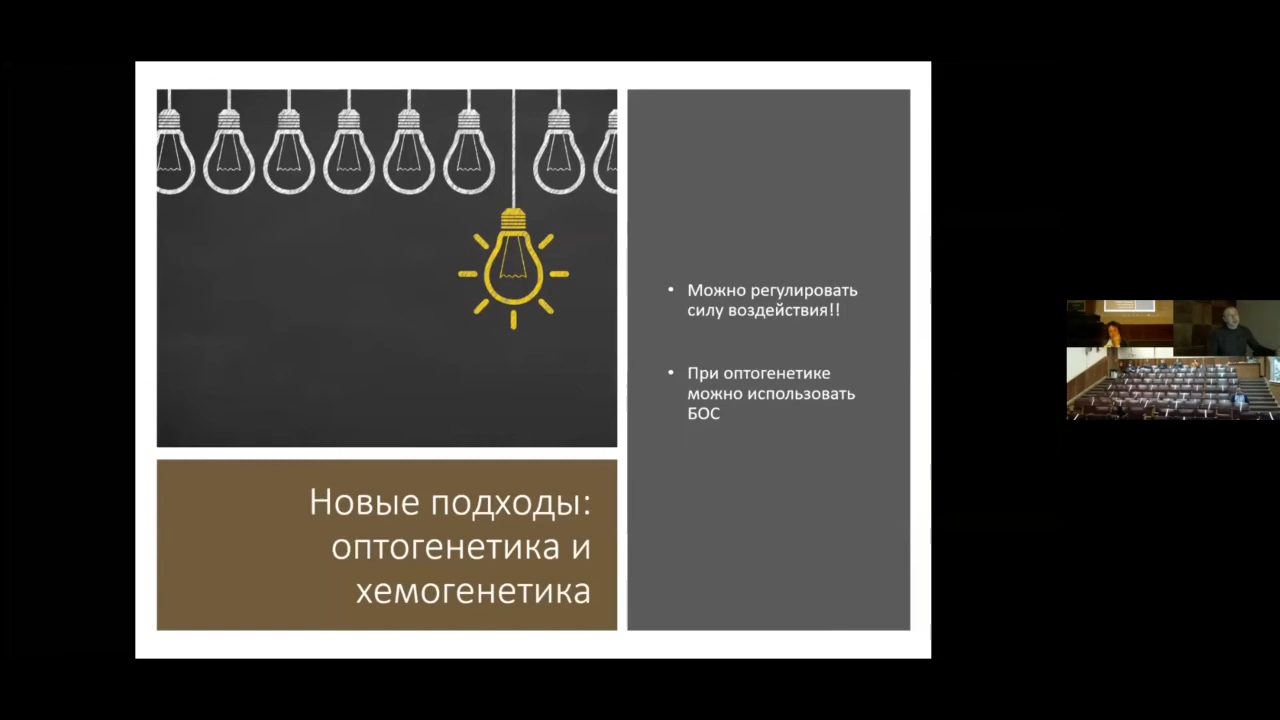 • Можно регулировать
силу воздействия!!
• При оптогенетике
можно использовать
БОС
Новые подходы:
оптогенетика и
хемогенетика